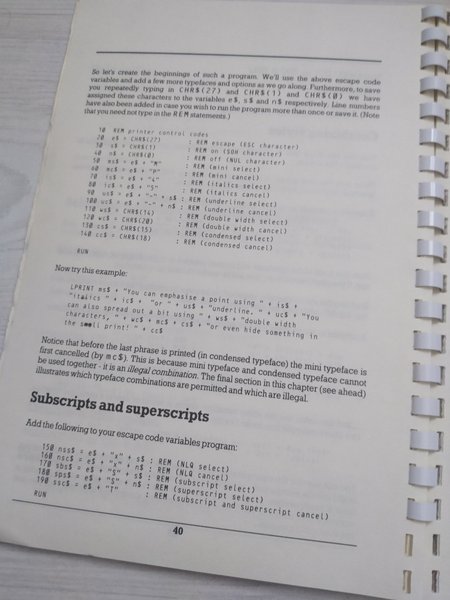 So let's create the beginnings of such a program. We'll use the above escape code
variables and add a few more typefaces and options as we go along. Furthermore, to save
you repeatedly typing in CHR$(27) and CHR$(1) and CHR$(0) we have
assigned these characters to the variables e$, s$ and n$ respectively. Line numbers
have also been added in case you wish to run the program more than once or save it. (Note
that you need not type in the REM statements.)
10 REM printer control codes
20 e$ = CHR$(27) : REM escape (ESC character)
30 s$ = CHR$(1) : REM on (SOH character)
40 n$ = CHR$(0) : REM off (NUL character)
50 ms$ = e$ + "M" : REM (mini select)
60 mc$ = e$ + "P" : REM (mini cancel)
70 is$ = e$ + "4" : REM (italics select)
80 ic$ = e$ + "5" : REM (italics cancel)
90 us$ = e$ + "-" + s$ : REM (underline select)
100 uc$ = e$ + "-" + n$ : REM (underline cancel)
110 ws$ = CHR$(14) : REM (double width select)
120 wc$ = CHR$(20) : REM (double width cancel)
130 cs$ = CHR$(15) : REM (condensed select)
140 cc$ = CHR$(18) : REM (condensed cancel)
RUN
Now try this example:
LPRINT ms$ + "You can emphasise a point using " + is$ +
"italics " + ic$ + "or " + us$ + "underline. " + uc$ + "You
can also spread out a bit using " + ws$ + "double width
characters, " + wc$ + mc$ + cs$ + "or even hide something in
the small print! " + cc$
Notice that before the last phrase is printed (in condensed typeface) the mini typeface is
first cancelled (by mc$). This is because mini typeface and condensed typeface cannot
be used together - it is an illegal combination. The final section in this chapter (see ahead)
illustrates which typeface combinations are permitted and which are illegal.
Subscripts and superscripts
Add the following to your escape code variables program:
150 nss$ = e$ + "x" + s$ : REM (NLQ select)
160 nsc$ = e$ + "x" + n$ : REM (NLQ cancel)
170 sbs$ = e$ + "S" + s$ : REM (subscript select)
180 sps$ = e$ + "S" + n$ : REM (superscript select)
190 ssc$ = e$ + "T" : REM (subscript and superscript cancel)
RUN
40